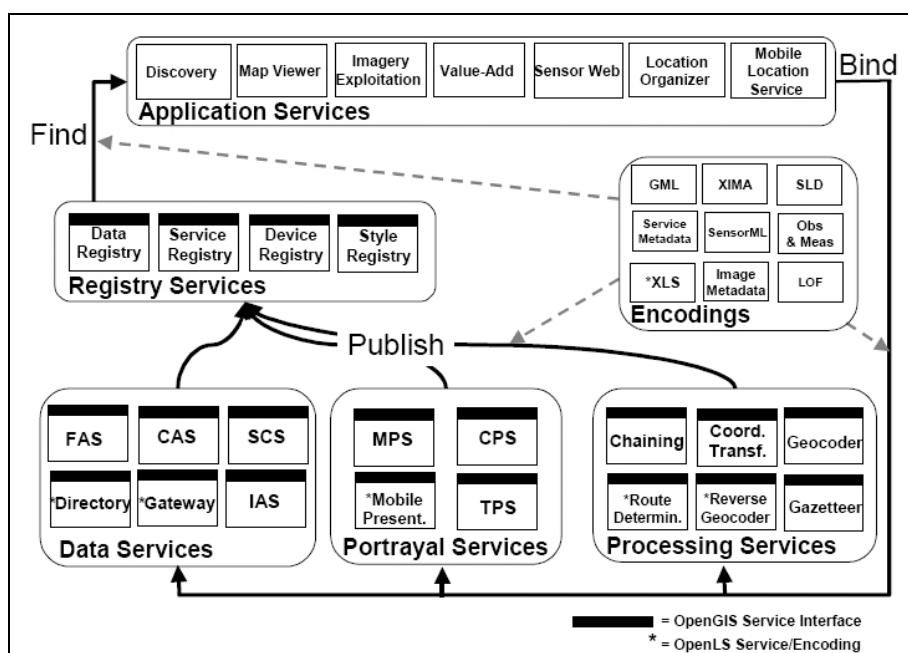 Discovery
Map Viewer
Imagery
Exploitation
Value-Add
Sensor Web
Location
Organizer
Mobile
Location
Service
Application Services
Bind
Find
GML
XIMA
SLD
Service
Metadata
SensorML
Obs
& Meas
*XLS
Image
Metadata
LOF
Encodings
Data
Registry
Service
Registry
Device
Registry
Style
Registry
Registry Services
Publish
FAS
CAS
SCS
*Directory
*Gateway
IAS
Data Services
MPS
CPS
*Mobile
Present.
TPS
Portrayal Services
Chaining
Coord.
Transf.
Geocoder
*Route
Determin.
*Reverse
Geocoder
Gazetteer
Processing Services
= OpenGIS Service Interface
* = OpenLS Service/Encoding